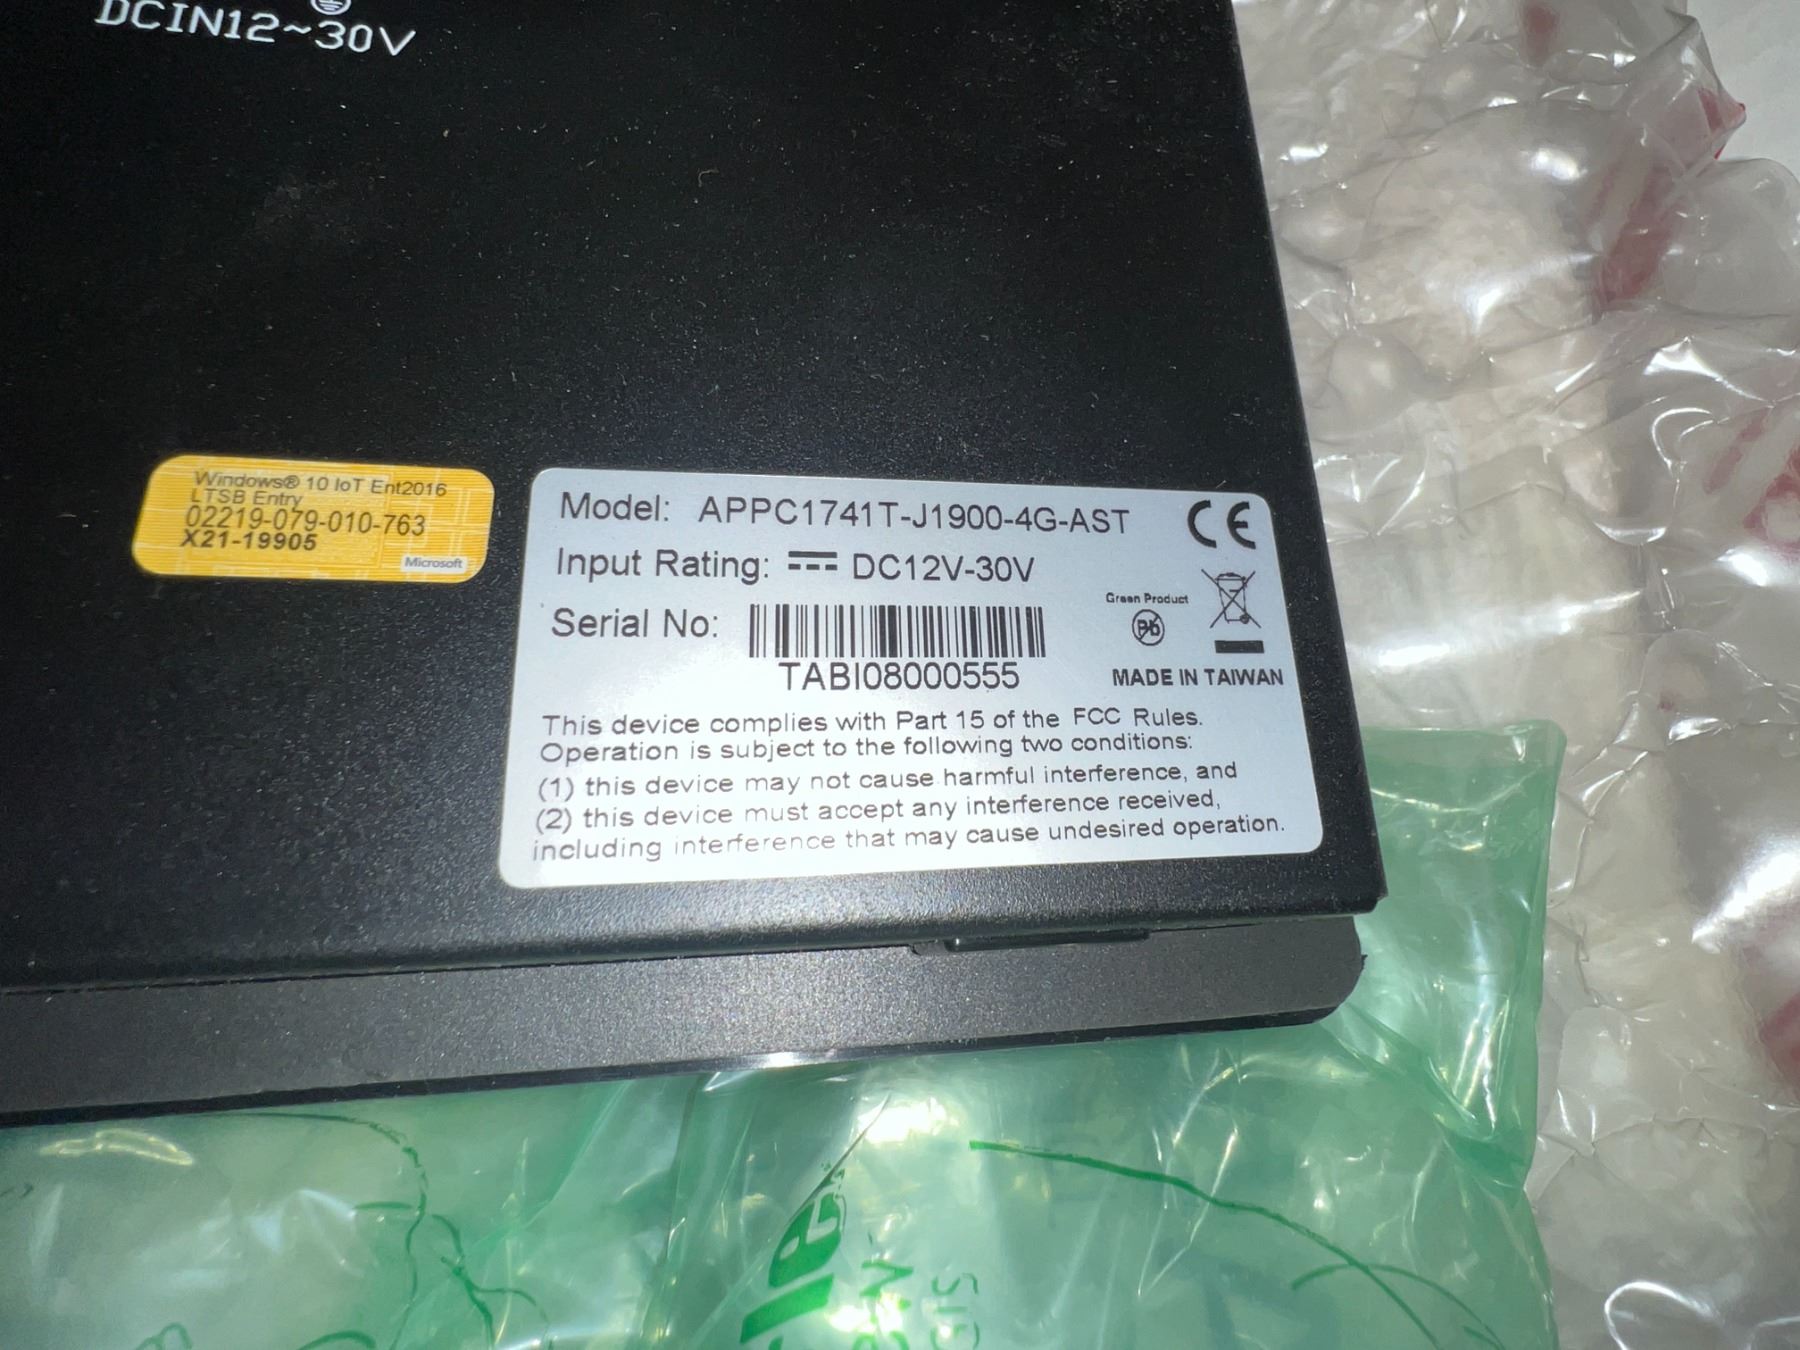 DCIN12~30V
Windows® 10 IoT Ent2016
LTSB Entry
02219-079-010-763
X21-19905
Microsoft
Model: APPC1741T-J1900-4G-AST
CE
Input Rating: DC12V-30V
Green Product
Pb
Serial No:
TABI08000555
MADE IN TAIWAN
This device complies with Part 15 of the FCC Rules.
Operation is subject to the following two conditions:
(1) this device may not cause harmful interference, and
(2) this device must accept any interference received,
including interference that may cause undesired operation.